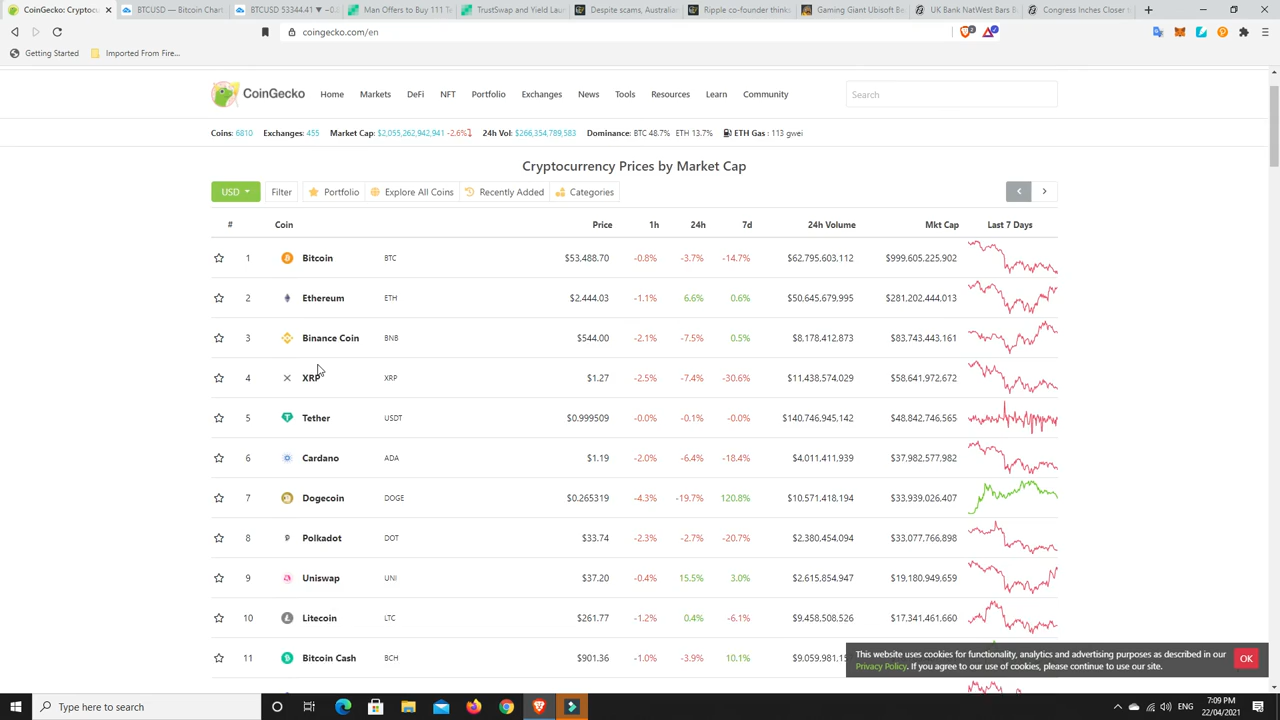 CoinGecko: Cryptocu
BTCUSD — Bitcoin Chart
BTCUSD 53344.41 ▼ −0.
Man Offers to Buy 111 T
TrustSwap and Yield Laun
Despite scams, Australia
Ripple co-founder thinks
Gaming Giant Ubisoft Be
UK Bank NatWest Bars B
Congress Inches Closer t
coingecko.com/en
Getting Started
Imported From Fire...
CoinGecko
Home Markets DeFi NFT Portfolio Exchanges News Tools Resources Learn Community
Search
Coins: 6810 Exchanges: 455 Market Cap: $2,055,262,942,941 -2.6% 24h Vol: $266,354,789,583 Dominance: BTC 48.7% ETH 13.7% ETH Gas : 113 gwei
Cryptocurrency Prices by Market Cap
USD Filter Portfolio Explore All Coins Recently Added Categories
# Coin Price 1h 24h 7d 24h Volume Mkt Cap Last 7 Days
1 Bitcoin BTC $53,488.70 -0.8% -3.7% -14.7% $62,795,603,112 $999,605,225,902
2 Ethereum ETH $2,444.03 -1.1% 6.6% 0.6% $50,645,679,995 $281,202,444,013
3 Binance Coin BNB $544.00 -2.1% -7.5% 0.5% $8,178,412,873 $83,743,443,161
4 XRP XRP $1.27 -2.5% -7.4% -30.6% $11,438,574,029 $58,641,972,672
5 Tether USDT $0.999509 -0.0% -0.1% -0.0% $140,746,945,142 $48,842,746,565
6 Cardano ADA $1.19 -2.0% -6.4% -18.4% $4,011,411,939 $37,982,577,982
7 Dogecoin DOGE $0.265319 -4.3% -19.7% 120.8% $10,571,418,194 $33,939,026,407
8 Polkadot DOT $33.74 -2.3% -2.7% -20.7% $2,380,454,094 $33,077,766,898
9 Uniswap UNI $37.20 -0.4% 15.5% 3.0% $2,615,854,947 $19,180,949,659
10 Litecoin LTC $261.77 -1.2% 0.4% -6.1% $9,458,508,526 $17,341,461,660
11 Bitcoin Cash BCH $901.36 -1.0% -3.9% 10.1% $9,059,981,1
This website uses cookies for functionality, analytics and advertising purposes as described in our
Privacy Policy. If you agree to our use of cookies, please continue to use our site.
OK
Type here to search
ENG
7:09 PM
22/04/2021